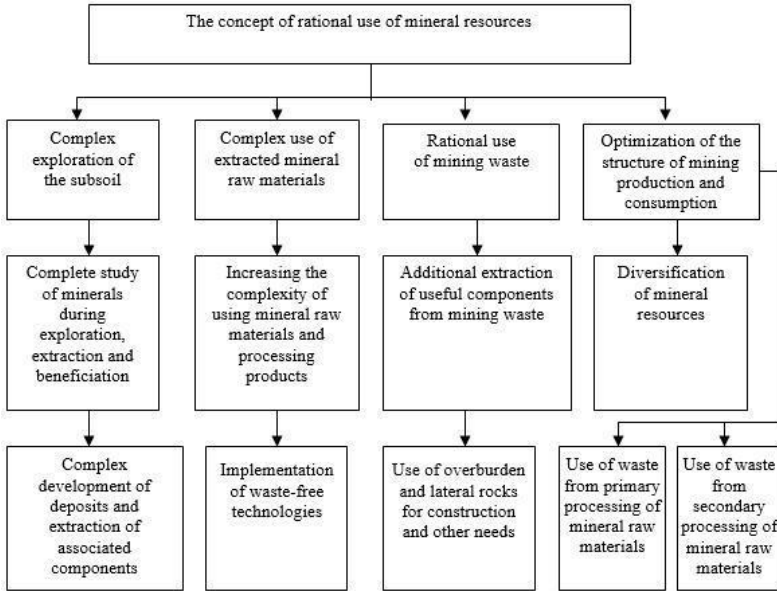 The concept of rational use of mineral resources
Complex
exploration of
the subsoil
Complex use of
extracted mineral
raw materials
Rational use
of mining waste
Optimization of the
structure of mining
production and
consumption
Complete study
of minerals
during
exploration,
extraction and
beneficiation
Increasing the
complexity of
using mineral raw
materials and
processing
products
Additional extraction
of useful components
from mining waste
Diversification
of mineral
resources
Complex
development of
deposits and
extraction of
associated
components
Implementation
of waste-free
technologies
Use of overburden
and lateral rocks
for construction
and other needs
Use of waste
from primary
processing of
mineral raw
materials
Use of waste
from
secondary
processing of
mineral raw
materials